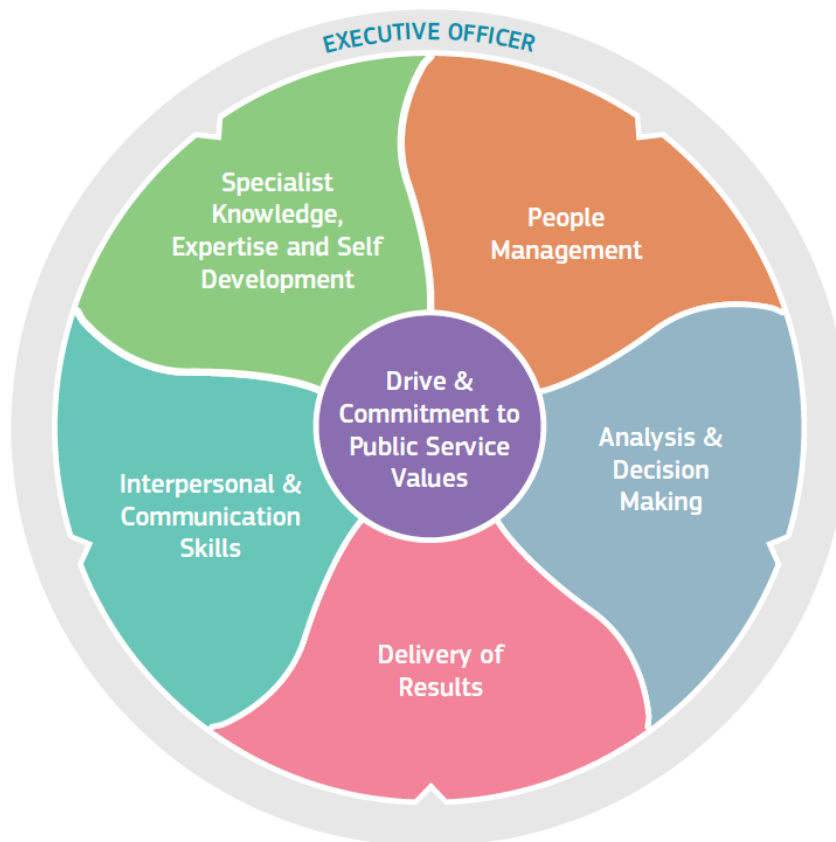 EXECUTIVE OFFICER
Specialist
Knowledge,
Expertise and Self
Development
People
Management
Drive &
Commitment to
Public Service
Values
Analysis &
Decision
Making
Interpersonal &
Communication
Skills
Delivery of
Results